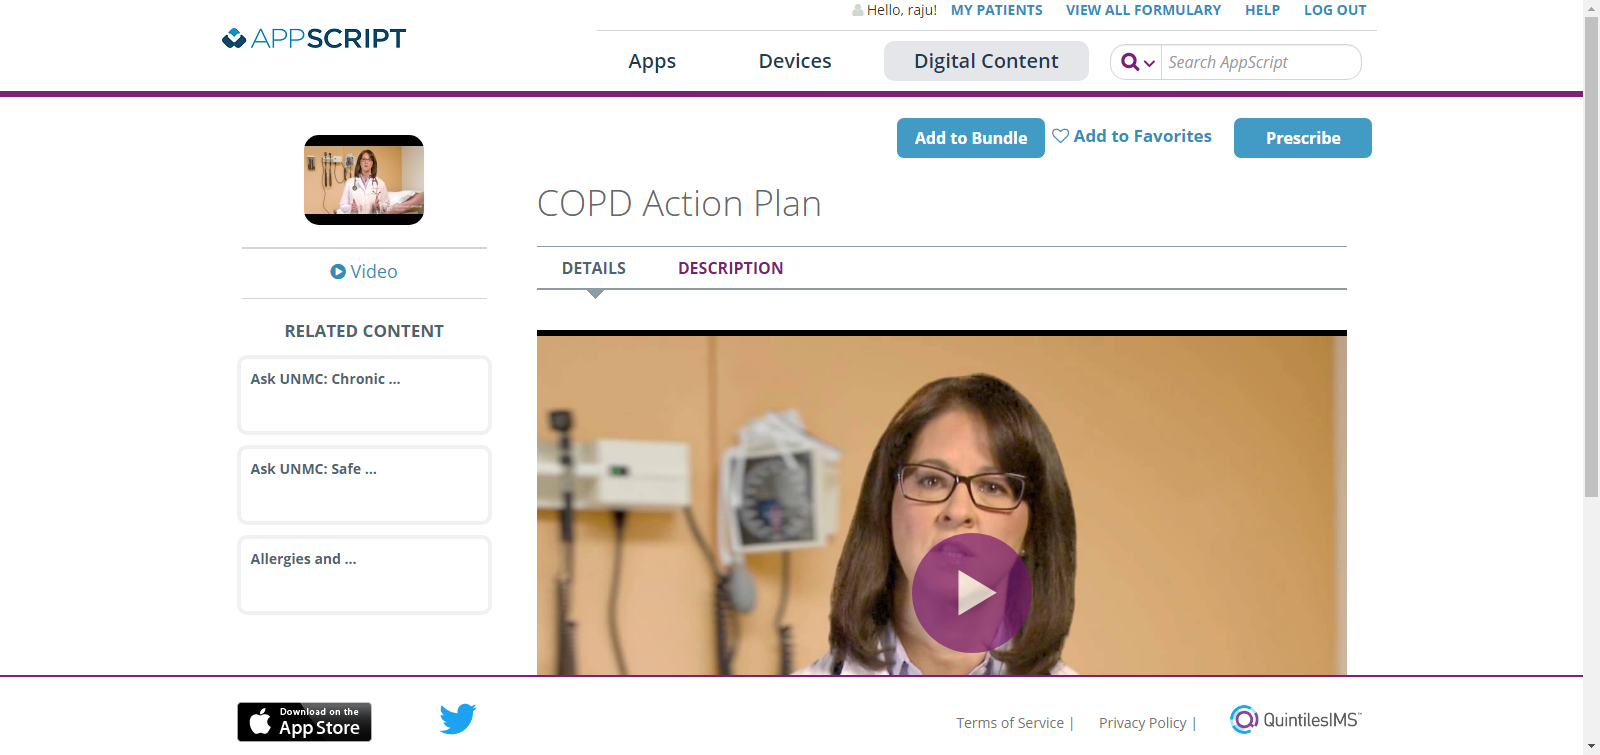 Hello, raju! MY PATIENTS VIEW ALL FORMULARY HELP LOG OUT
APPSCRIPT
Apps Devices Digital Content Search AppScript
Add to Bundle Add to Favorites Prescribe
COPD Action Plan
DETAILS DESCRIPTION
Video
RELATED CONTENT
Ask UNMC: Chronic ...
Ask UNMC: Safe ...
Allergies and ...
Download on the
App Store
Terms of Service | Privacy Policy | QuintilesIMS™